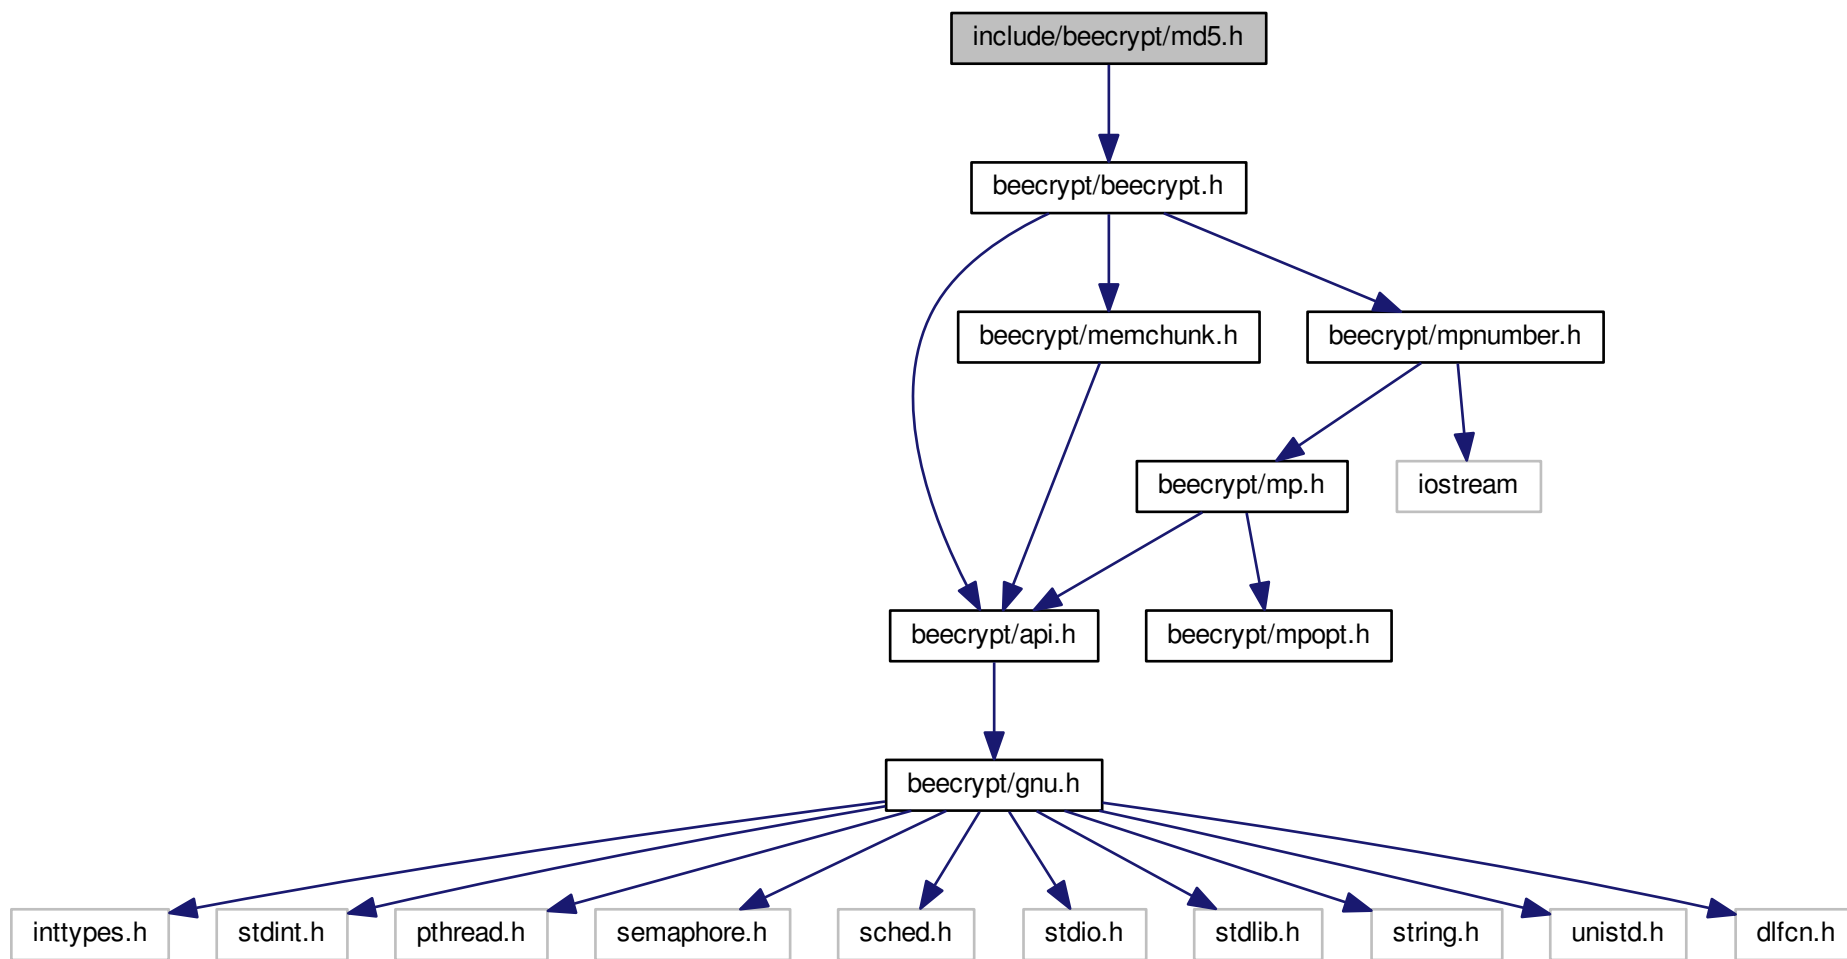 include/beecrypt/md5.h
beecrypt/beecrypt.h
beecrypt/memchunk.h
beecrypt/mpnumber.h
beecrypt/mp.h
iostream
beecrypt/api.h
beecrypt/mpopt.h
beecrypt/gnu.h
inttypes.h
stdint.h
pthread.h
semaphore.h
sched.h
stdio.h
stdlib.h
string.h
unistd.h
dlfcn.h